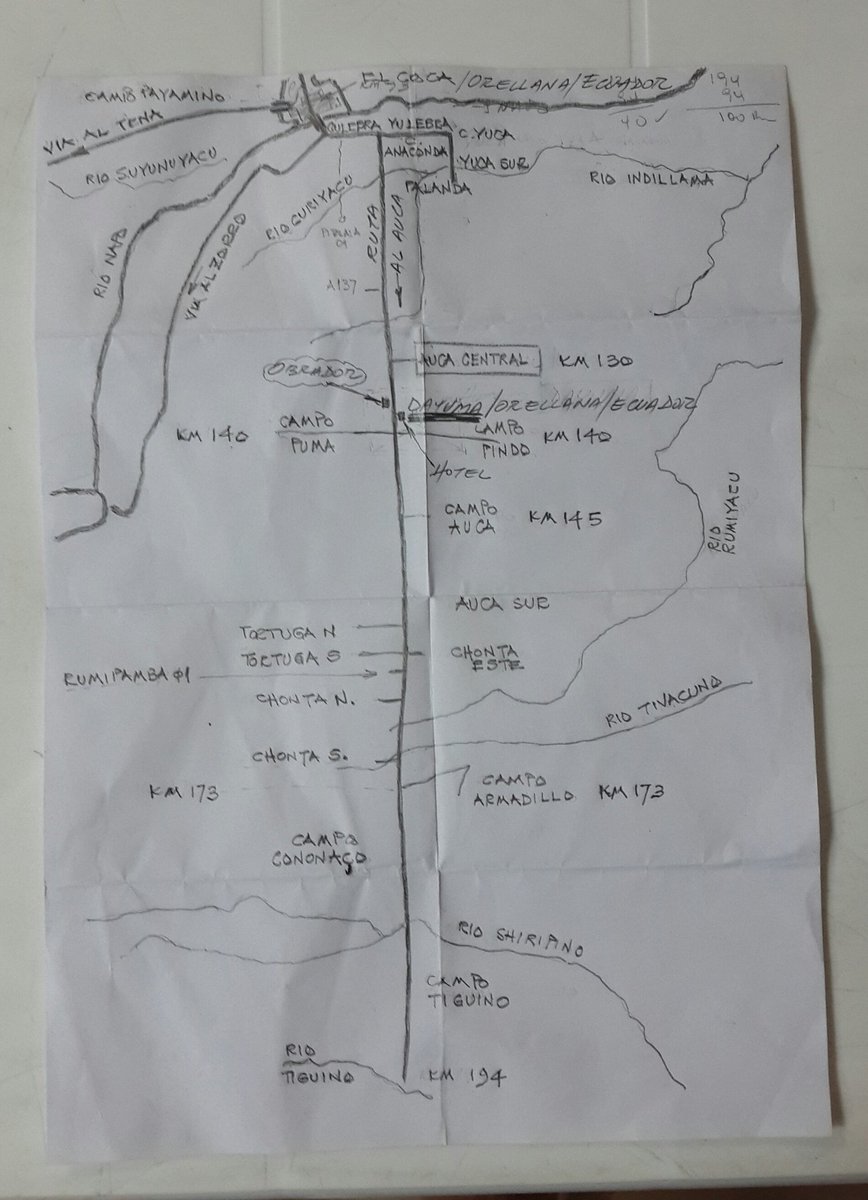 EL COCA/ORELLANA/ECUADOR
194
94
40 ✓
100
CAMPO PAYAMINO
VIA AL TENA
CULEBRA YULEBRA
C. YUCA
C.
ANACONDA
YUCA SUR
PALANDA
RIO SUYUNUYACU
RIO INDILLAMA
RIO CURIYACU
RIO NAPO
VIA AL ZORRO
RUTA
AL AUCA
01
A137
AUCA CENTRAL
KM 130
OBRADOR
DAYUMA/ORELLANA/ECUADOR
KM 140
CAMPO
PUMA
CAMPO
PINDO
KM 140
HOTEL
CAMPO
AUCA
KM 145
RIO
RUMIYACU
AUCA SUR
TORTUGA N
TORTUGA S
CHONTA
ESTE
RUMIPAMBA 01
CHONTA N.
RIO TIVACUNO
CHONTA S.
KM 173
CAMPO
ARMADILLO
KM 173
CAMPO
CONONACO
RIO SHIRIPINO
CAMPO
TIGUINO
RIO
TIGUINO
KM 194